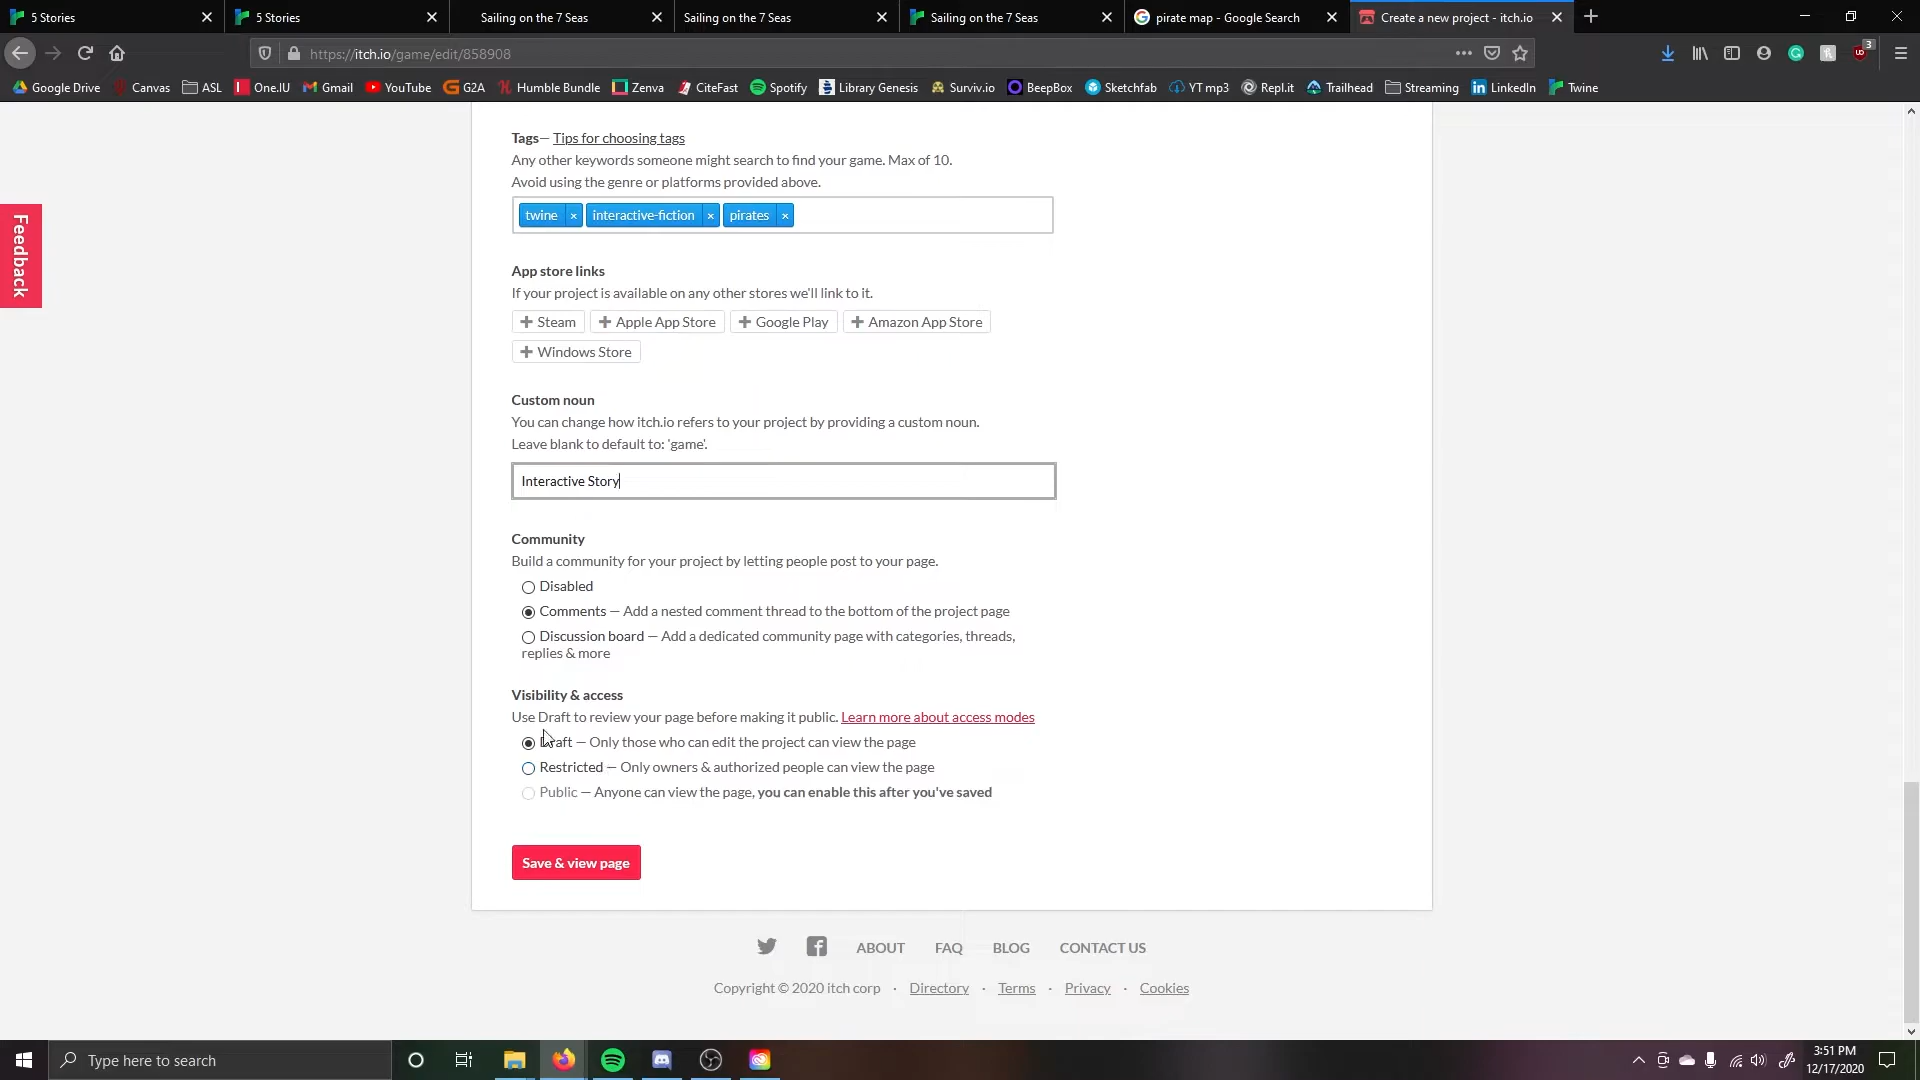 5 Stories
5 Stories
Sailing on the 7 Seas
Sailing on the 7 Seas
Sailing on the 7 Seas
pirate map - Google Search
Create a new project - itch.io
https://itch.io/game/edit/858908
3
Google Drive
Canvas
ASL
One.IU
Gmail
YouTube
G2A
Humble Bundle
Zenva
CiteFast
Spotify
Library Genesis
Surviv.io
BeepBox
Sketchfab
YT mp3
Repl.it
Trailhead
Streaming
LinkedIn
Twine
Feedback
Tags— Tips for choosing tags
Any other keywords someone might search to find your game. Max of 10.
Avoid using the genre or platforms provided above.
twine × interactive-fiction × pirates ×
App store links
If your project is available on any other stores we'll link to it.
Steam
Apple App Store
Google Play
Amazon App Store
Windows Store
Custom noun
You can change how itch.io refers to your project by providing a custom noun.
Leave blank to default to: 'game'.
Interactive Story
Community
Build a community for your project by letting people post to your page.
Disabled
Comments — Add a nested comment thread to the bottom of the project page
Discussion board — Add a dedicated community page with categories, threads,
replies & more
Visibility & access
Use Draft to review your page before making it public. Learn more about access modes
Draft — Only those who can edit the project can view the page
Restricted — Only owners & authorized people can view the page
Public — Anyone can view the page, you can enable this after you've saved
Save & view page
ABOUT
FAQ
BLOG
CONTACT US
Copyright © 2020 itch corp · Directory · Terms · Privacy · Cookies
Type here to search
3:51 PM
12/17/2020